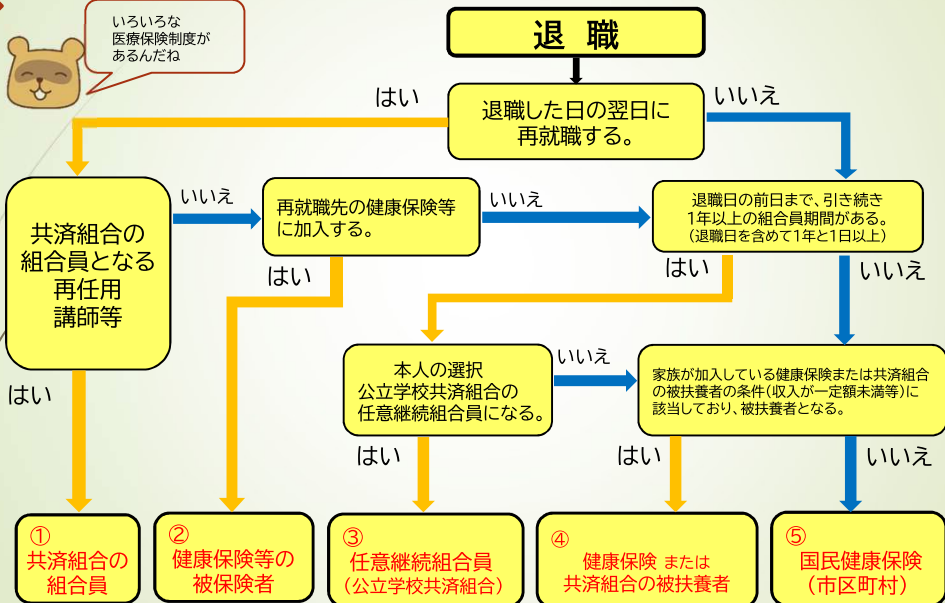 いろいろな
医療保険制度が
あるんだね
退 職
はい
退職した日の翌日に
再就職する。
いいえ
共済組合の
組合員となる
再任用
講師等
いいえ
再就職先の健康保険等
に加入する。
いいえ
退職日の前日まで、引き続き
1年以上の組合員期間がある。
(退職日を含めて1年と1日以上)
はい
はい
いいえ
はい
本人の選択
公立学校共済組合の
任意継続組合員になる。
いいえ
家族が加入している健康保険または共済組合
の被扶養者の条件(収入が一定額未満等)に
該当しており、被扶養者となる。
はい
はい
いいえ
①
共済組合の
組合員
②
健康保険等の
被保険者
③
任意継続組合員
(公立学校共済組合)
④
健康保険 または
共済組合の被扶養者
⑤
国民健康保険
(市区町村)